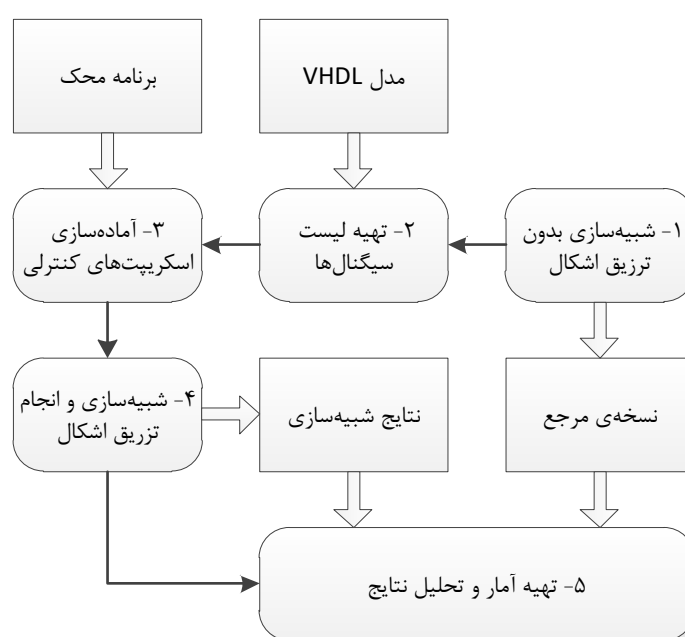 مدل VHDL
برنامه محک
۱- شبیه‌سازی بدون
ترزیق اشکال
۲- تهیه لیست
سیگنال‌ها
۳- آماده‌سازی
اسکریپت‌های کنترلی
۴- شبیه‌سازی و انجام
تزریق اشکال
نتایج شبیه‌سازی
نسخه‌ی مرجع
۵- تهیه آمار و تحلیل نتایج